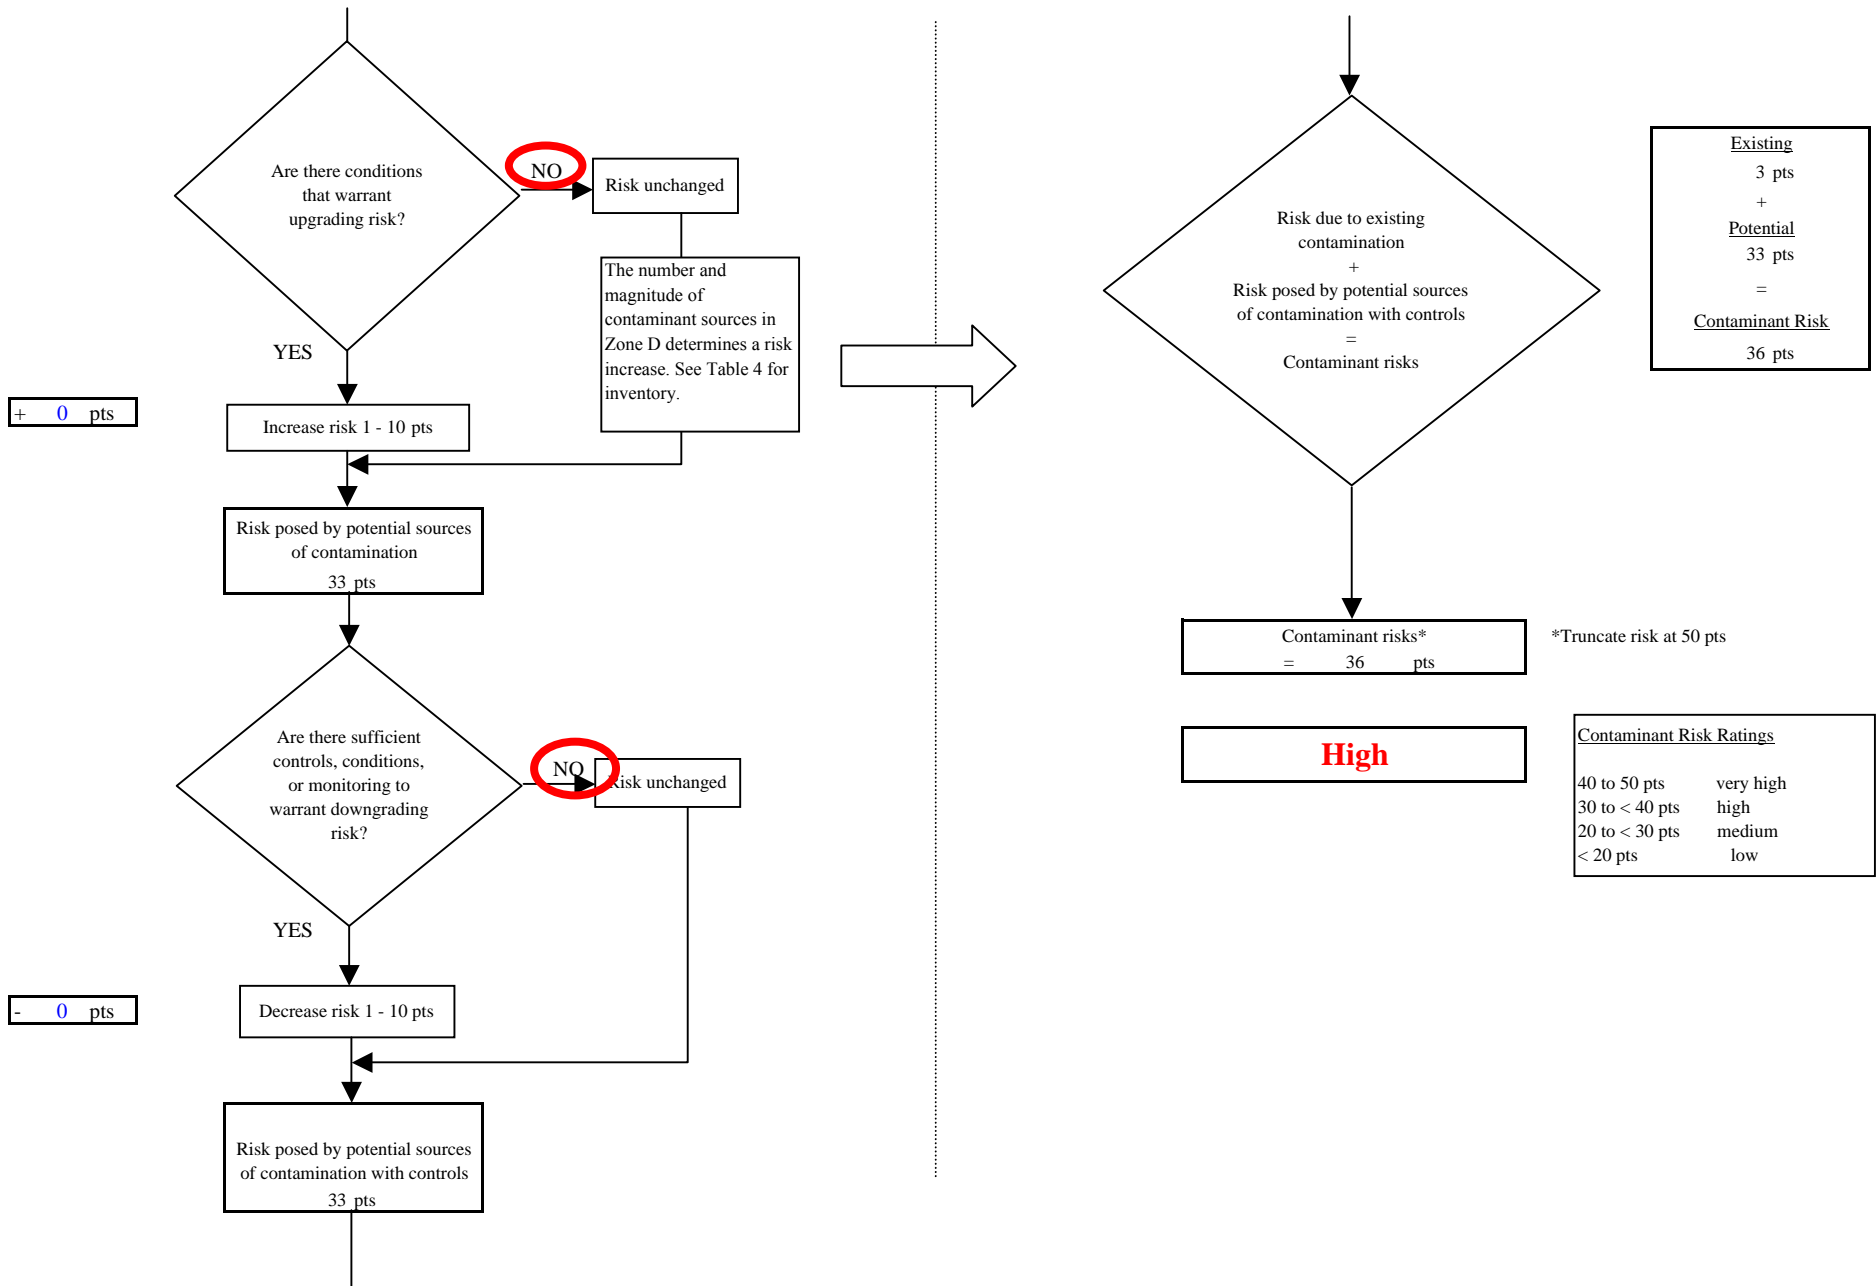 Are there conditions
that warrant
upgrading risk?
NO
Risk unchanged
The number and
magnitude of
contaminant sources in
Zone D determines a risk
increase. See Table 4 for
inventory.
YES
+ 0 pts
Increase risk 1 - 10 pts
Risk posed by potential sources
of contamination
33 pts
Are there sufficient
controls, conditions,
or monitoring to
warrant downgrading
risk?
NO
Risk unchanged
YES
- 0 pts
Decrease risk 1 - 10 pts
Risk posed by potential sources
of contamination with controls
33 pts
Risk due to existing
contamination
+
Risk posed by potential sources
of contamination with controls
=
Contaminant risks
Existing
3 pts
+
Potential
33 pts
=
Contaminant Risk
36 pts
Contaminant risks*
= 36 pts
*Truncate risk at 50 pts
High
Contaminant Risk Ratings
40 to 50 pts very high
30 to < 40 pts high
20 to < 30 pts medium
< 20 pts low